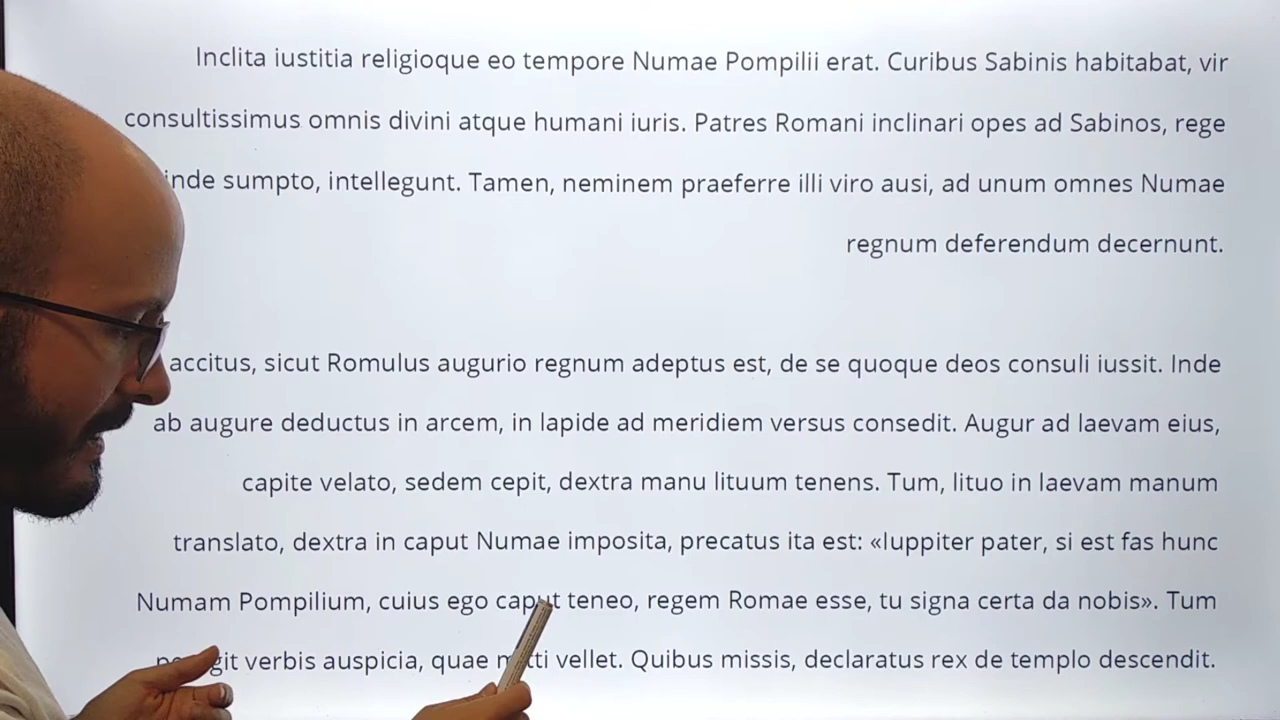 Inclita iustitia religioque eo tempore Numae Pompilii erat. Curibus Sabinis habitabat, vir
consultissimus omnis divini atque humani iuris. Patres Romani inclinari opes ad Sabinos, rege
inde sumpto, intellegunt. Tamen, neminem praeferre illi viro ausi, ad unum omnes Numae
regnum deferendum decernunt.
accitus, sicut Romulus augurio regnum adeptus est, de se quoque deos consuli iussit. Inde
ab augure deductus in arcem, in lapide ad meridiem versus consedit. Augur ad laevam eius,
capite velato, sedem cepit, dextra manu lituum tenens. Tum, lituo in laevam manum
translato, dextra in caput Numae imposita, precatus ita est: «Iuppiter pater, si est fas hunc
Numam Pompilium, cuius ego caput teneo, regem Romae esse, tu signa certa da nobis». Tum
verbis auspicia, quae mitti vellet. Quibus missis, declaratus rex de templo descendit.